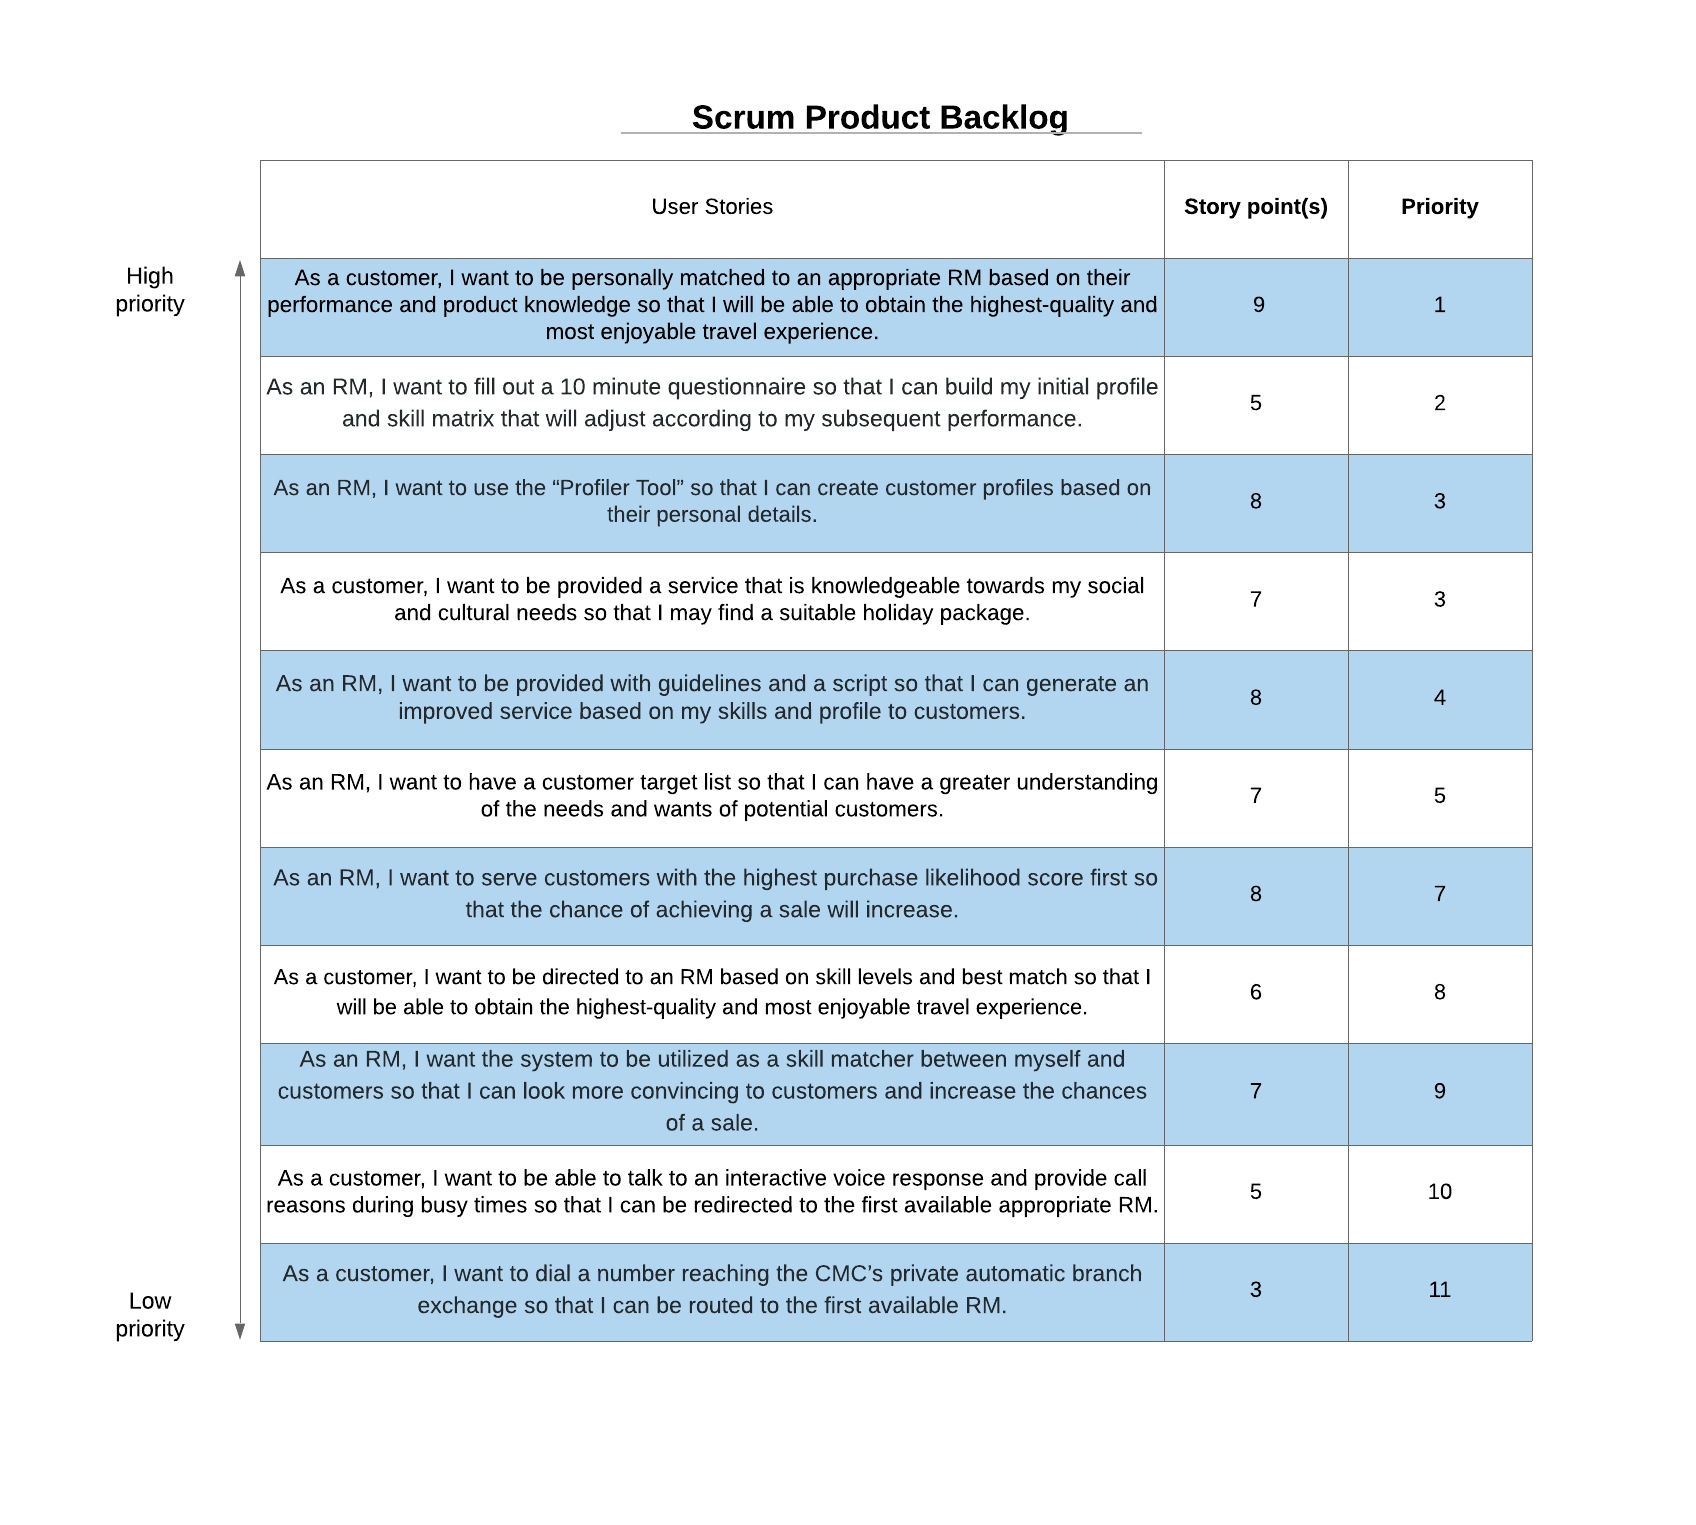 Scrum Product Backlog
User Stories
Story point(s)
Priority
High
priority
As a customer, I want to be personally matched to an appropriate RM based on their
performance and product knowledge so that I will be able to obtain the highest-quality and
most enjoyable travel experience.
9
1
As an RM, I want to fill out a 10 minute questionnaire so that I can build my initial profile
and skill matrix that will adjust according to my subsequent performance.
5
2
As an RM, I want to use the “Profiler Tool” so that I can create customer profiles based on
their personal details.
8
3
As a customer, I want to be provided a service that is knowledgeable towards my social
and cultural needs so that I may find a suitable holiday package.
7
3
As an RM, I want to be provided with guidelines and a script so that I can generate an
improved service based on my skills and profile to customers.
8
4
As an RM, I want to have a customer target list so that I can have a greater understanding
of the needs and wants of potential customers.
7
5
As an RM, I want to serve customers with the highest purchase likelihood score first so
that the chance of achieving a sale will increase.
8
7
As a customer, I want to be directed to an RM based on skill levels and best match so that I
will be able to obtain the highest-quality and most enjoyable travel experience.
6
8
As an RM, I want the system to be utilized as a skill matcher between myself and
customers so that I can look more convincing to customers and increase the chances
of a sale.
7
9
As a customer, I want to be able to talk to an interactive voice response and provide call
reasons during busy times so that I can be redirected to the first available appropriate RM.
5
10
As a customer, I want to dial a number reaching the CMC’s private automatic branch
exchange so that I can be routed to the first available RM.
3
11
Low
priority